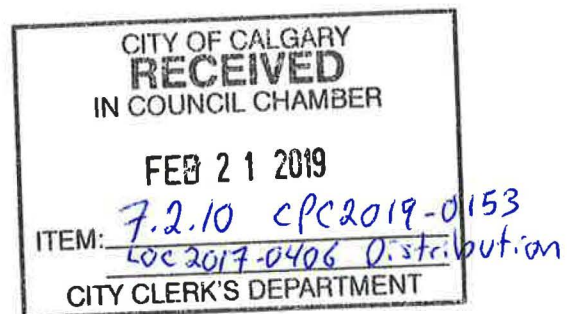 CITY OF CALGARY
RECEIVED
IN COUNCIL CHAMBER
FEB 21 2019
ITEM: 7.2.10 CPC2019-0153
LOC2017-0406 Distribution
CITY CLERK'S DEPARTMENT